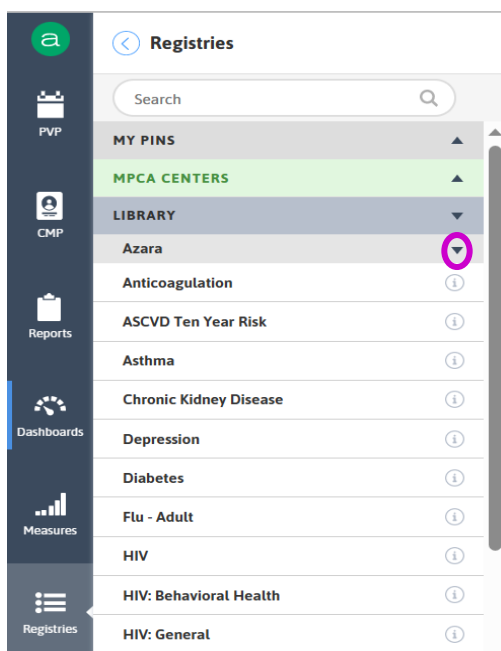 a
Registries
Search
PVP
MY PINS
MPCA CENTERS
LIBRARY
CMP
Azara
Anticoagulation
ASCVD Ten Year Risk
Reports
Asthma
Chronic Kidney Disease
Dashboards
Depression
Diabetes
Flu - Adult
Measures
HIV
HIV: Behavioral Health
Registries
HIV: General